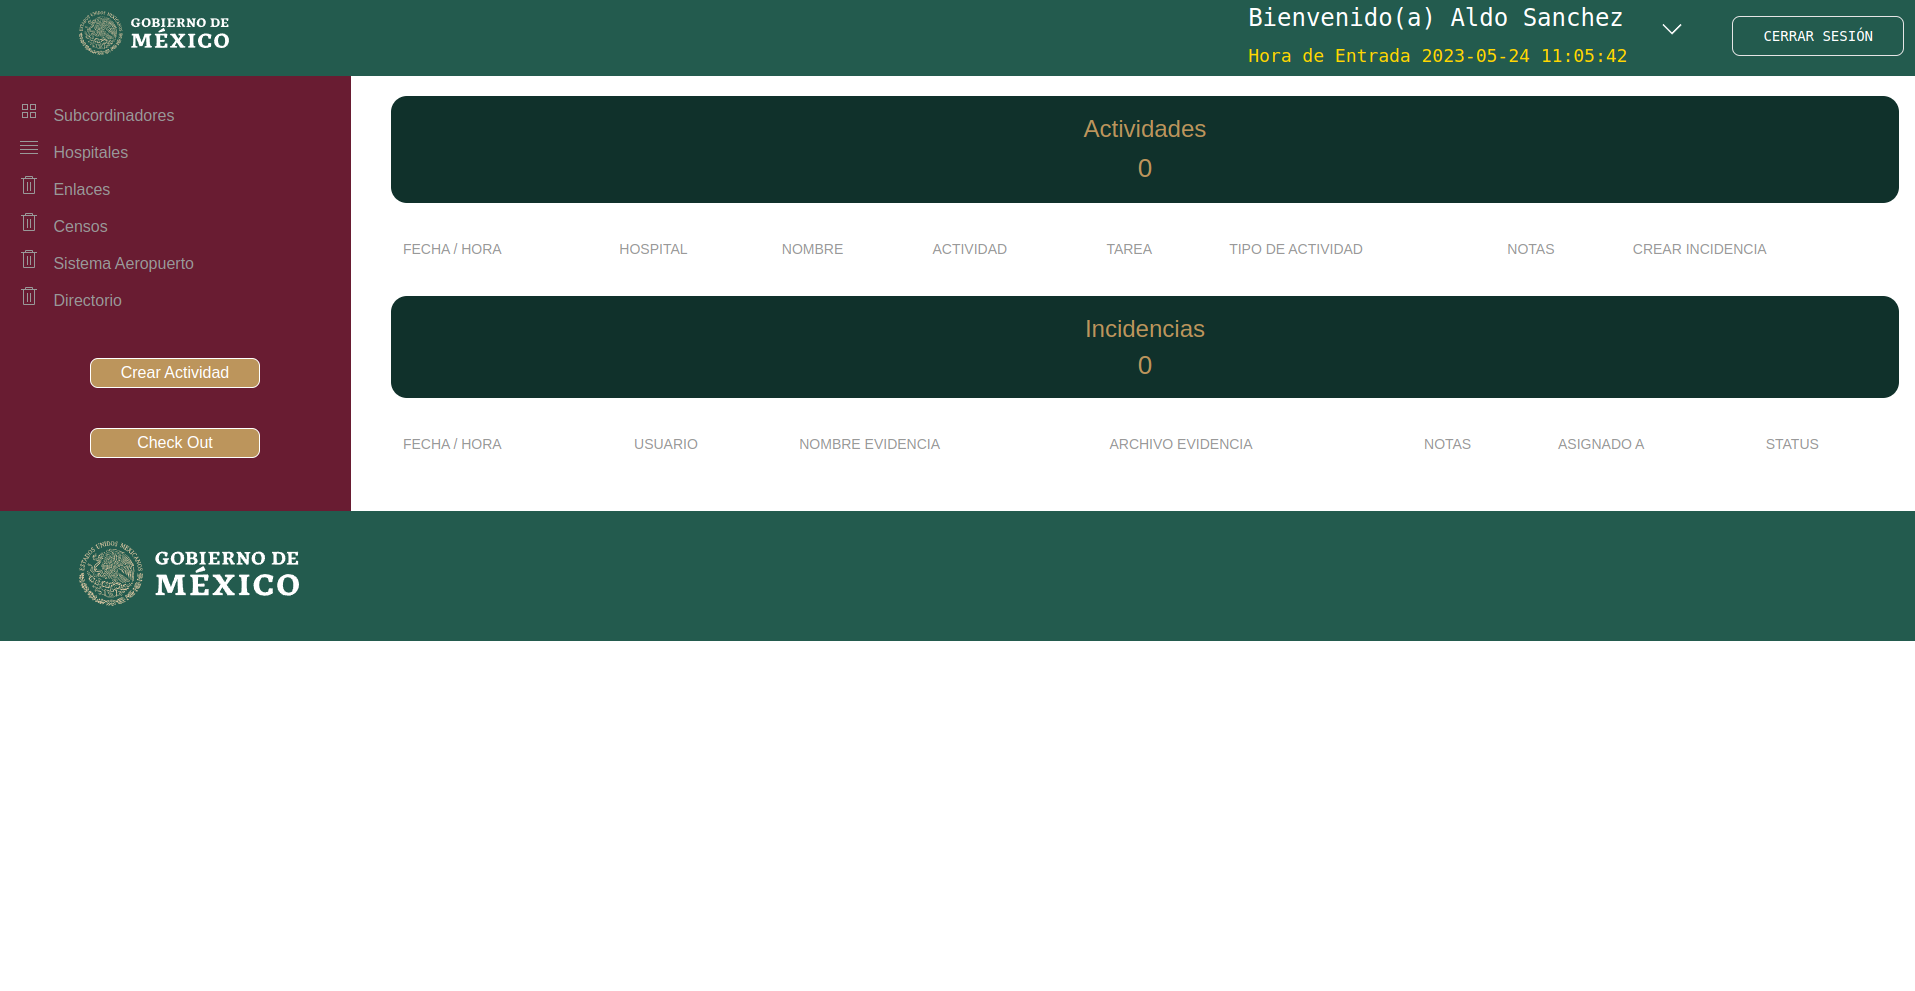 GOBIERNO DE
MÉXICO
Bienvenido(a) Aldo Sanchez
Hora de Entrada 2023-05-24 11:05:42
CERRAR SESIÓN
Subcordinadores
Hospitales
Enlaces
Censos
Sistema Aeropuerto
Directorio
Crear Actividad
Check Out
Actividades
0
FECHA / HORA HOSPITAL NOMBRE ACTIVIDAD TAREA TIPO DE ACTIVIDAD NOTAS CREAR INCIDENCIA
Incidencias
0
FECHA / HORA USUARIO NOMBRE EVIDENCIA ARCHIVO EVIDENCIA NOTAS ASIGNADO A STATUS
ESTADOS UNIDOS MEXICANOS
GOBIERNO DE
MÉXICO